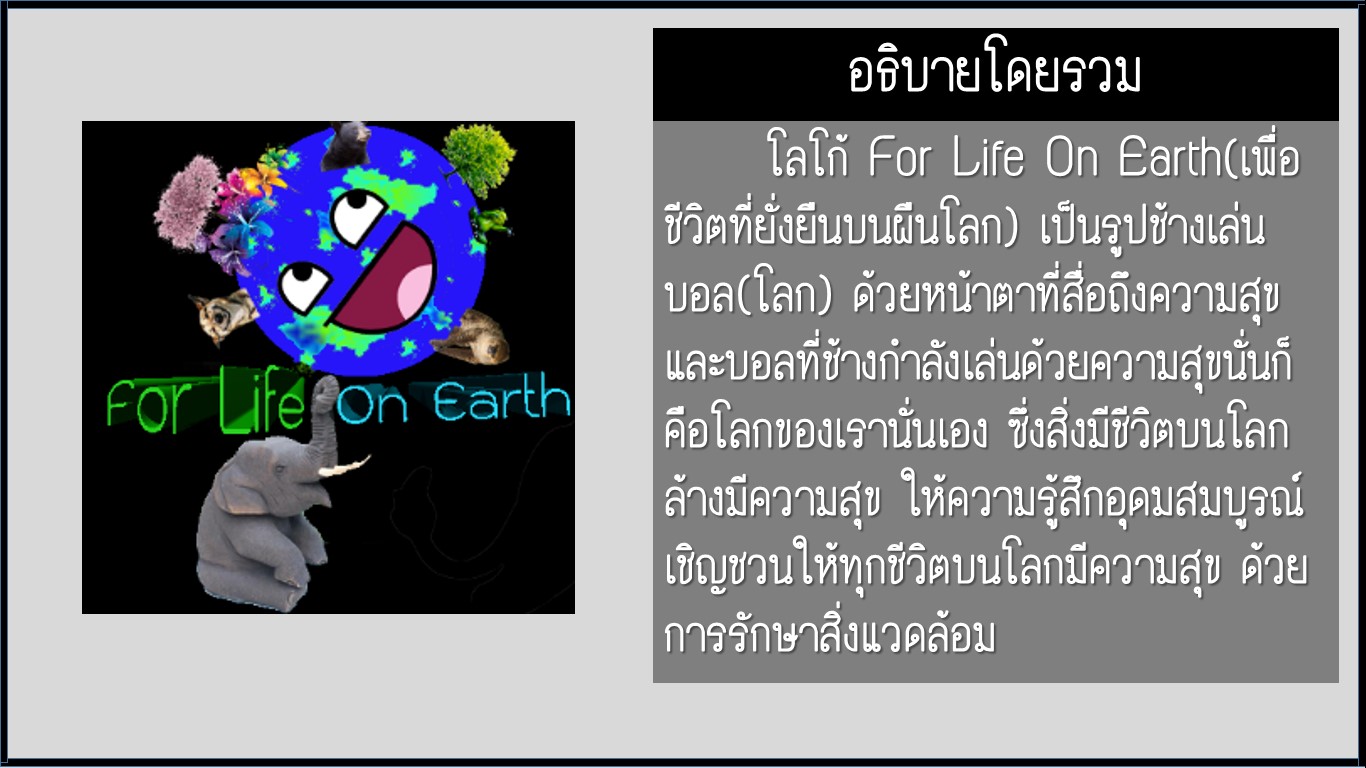 อธิบายโดยรวม
For Life On Earth
โลโก้ For Life On Earth(เพื่อ
ชีวิตที่ยั่งยืนบนผืนโลก) เป็นรูปช้างเล่น
บอล(โลก) ด้วยหน้าตาที่สื่อถึงความสุข
และบอลที่ช้างกำลังเล่นด้วยความสุขนั่นก็
คือโลกของเรานั่นเอง ซึ่งสิ่งมีชีวิตบนโลก
ล้างมีความสุข ให้ความรู้สึกอุดมสมบูรณ์
เชิญชวนให้ทุกชีวิตบนโลกมีความสุข ด้วย
การรักษาสิ่งแวดล้อม